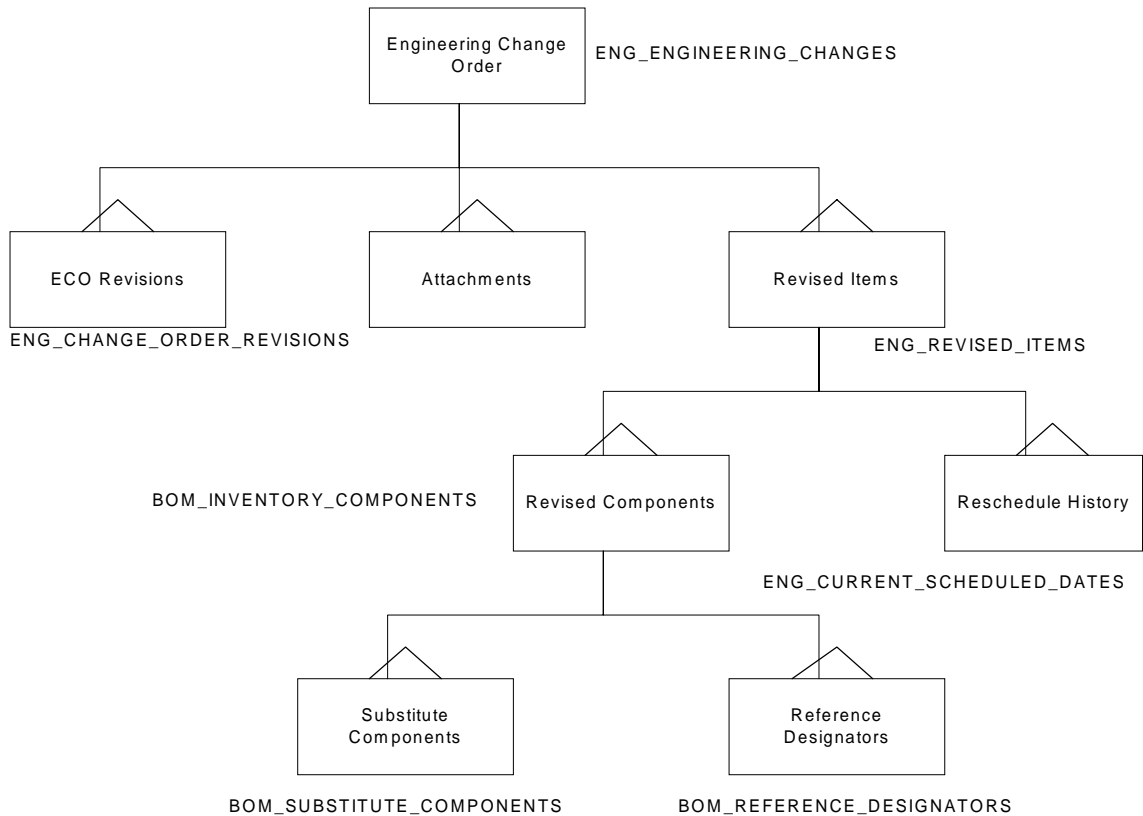 Engineering Change
Order
ENG_ENGINEERING_CHANGES
ECO Revisions
Attachments
Revised Items
ENG_CHANGE_ORDER_REVISIONS
ENG_REVISED_ITEMS
BOM_INVENTORY_COMPONENTS
Revised Components
Reschedule History
ENG_CURRENT_SCHEDULED_DATES
Substitute
Components
Reference
Designators
BOM_SUBSTITUTE_COMPONENTS
BOM_REFERENCE_DESIGNATORS